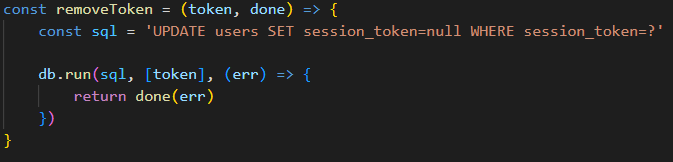 const removeToken = (token, done) => {
    const sql = 'UPDATE users SET session_token=null WHERE session_token=?'

    db.run(sql, [token], (err) => {
        return done(err)
    })
}